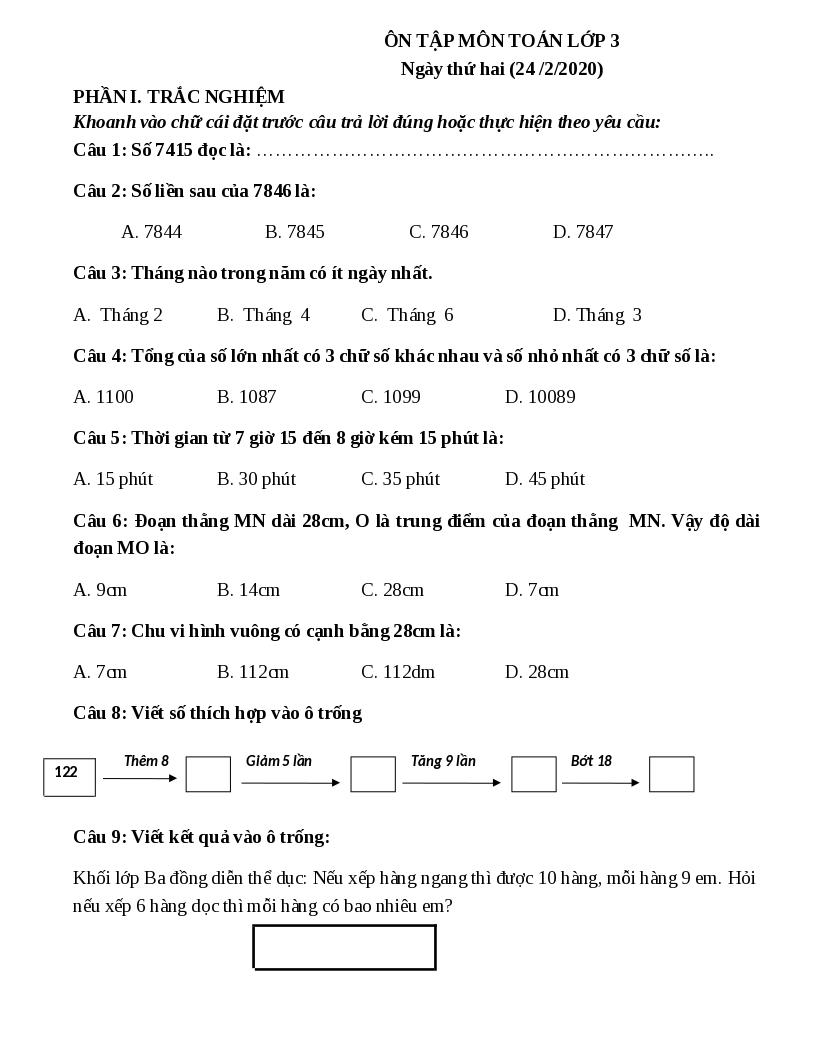 ÔN TẬP MÔN TOÁN LỚP 3
Ngày thứ hai (24 /2/2020)
PHẦN I. TRẮC NGHIỆM
Khoanh vào chữ cái đặt trước câu trả lời đúng hoặc thực hiện theo yêu cầu:
Câu 1: Số 7415 đọc là: ……………………………………………………………….…..
Câu 2: Số liền sau của 7846 là:
A. 7844 B. 7845 C. 7846 D. 7847
Câu 3: Tháng nào trong năm có ít ngày nhất.
A. Tháng 2 B. Tháng 4 C. Tháng 6 D. Tháng 3
Câu 4: Tổng của số lớn nhất có 3 chữ số khác nhau và số nhỏ nhất có 3 chữ số là:
A. 1100 B. 1087 C. 1099 D. 10089
Câu 5: Thời gian từ 7 giờ 15 đến 8 giờ kém 15 phút là:
A. 15 phút B. 30 phút C. 35 phút D. 45 phút
Câu 6: Đoạn thẳng MN dài 28cm, O là trung điểm của đoạn thẳng MN. Vậy độ dài
đoạn MO là:
A. 9cm B. 14cm C. 28cm D. 7cm
Câu 7: Chu vi hình vuông có cạnh bằng 28cm là:
A. 7cm B. 112cm C. 112dm D. 28cm
Câu 8: Viết số thích hợp vào ô trống
122 Thêm 8 Giảm 5 lần Tăng 9 lần Bớt 18
Câu 9: Viết kết quả vào ô trống:
Khối lớp Ba đồng diễn thể dục: Nếu xếp hàng ngang thì được 10 hàng, mỗi hàng 9 em. Hỏi
nếu xếp 6 hàng dọc thì mỗi hàng có bao nhiêu em?